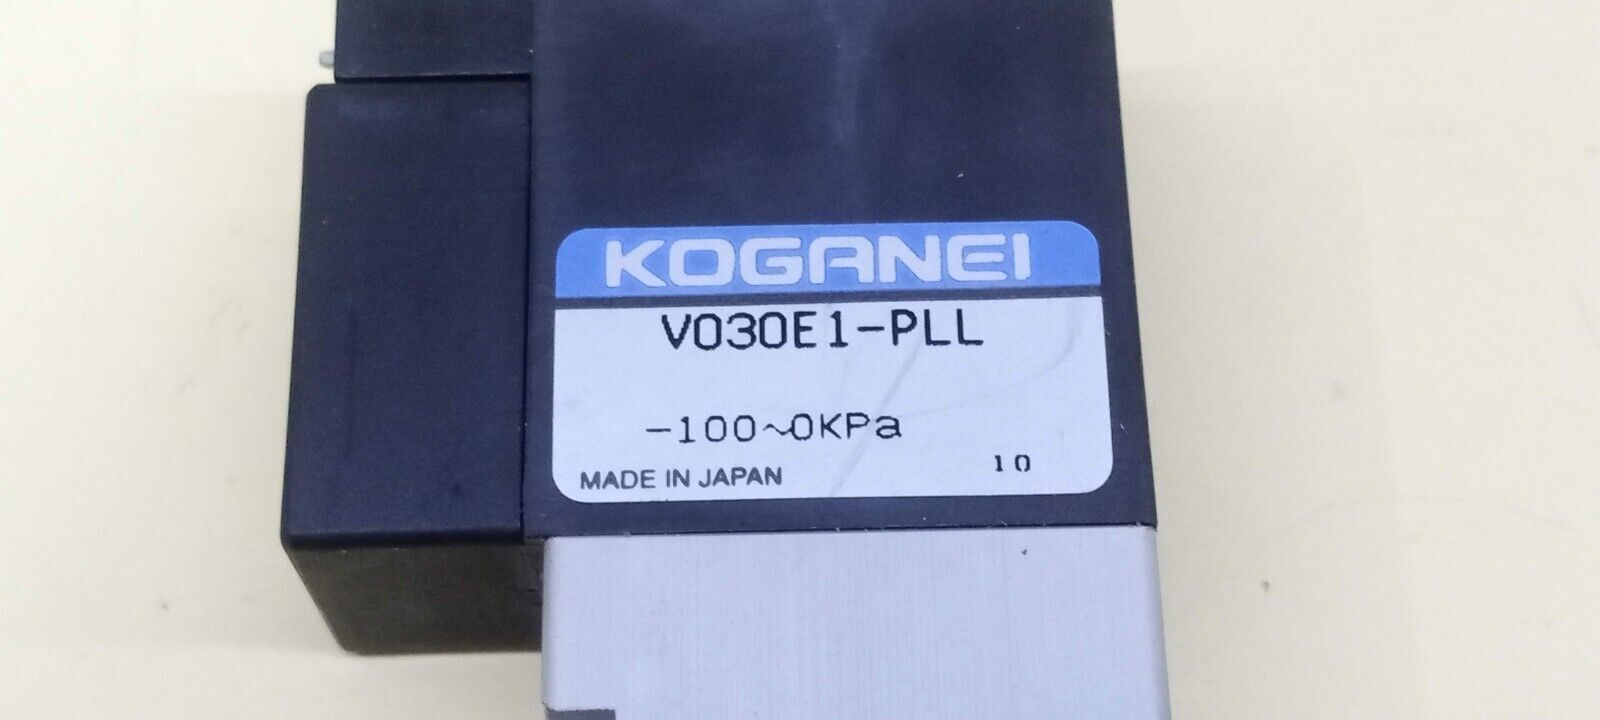 KOGANEI
V030E1-PLL
-100~0KPa
MADE IN JAPAN 10